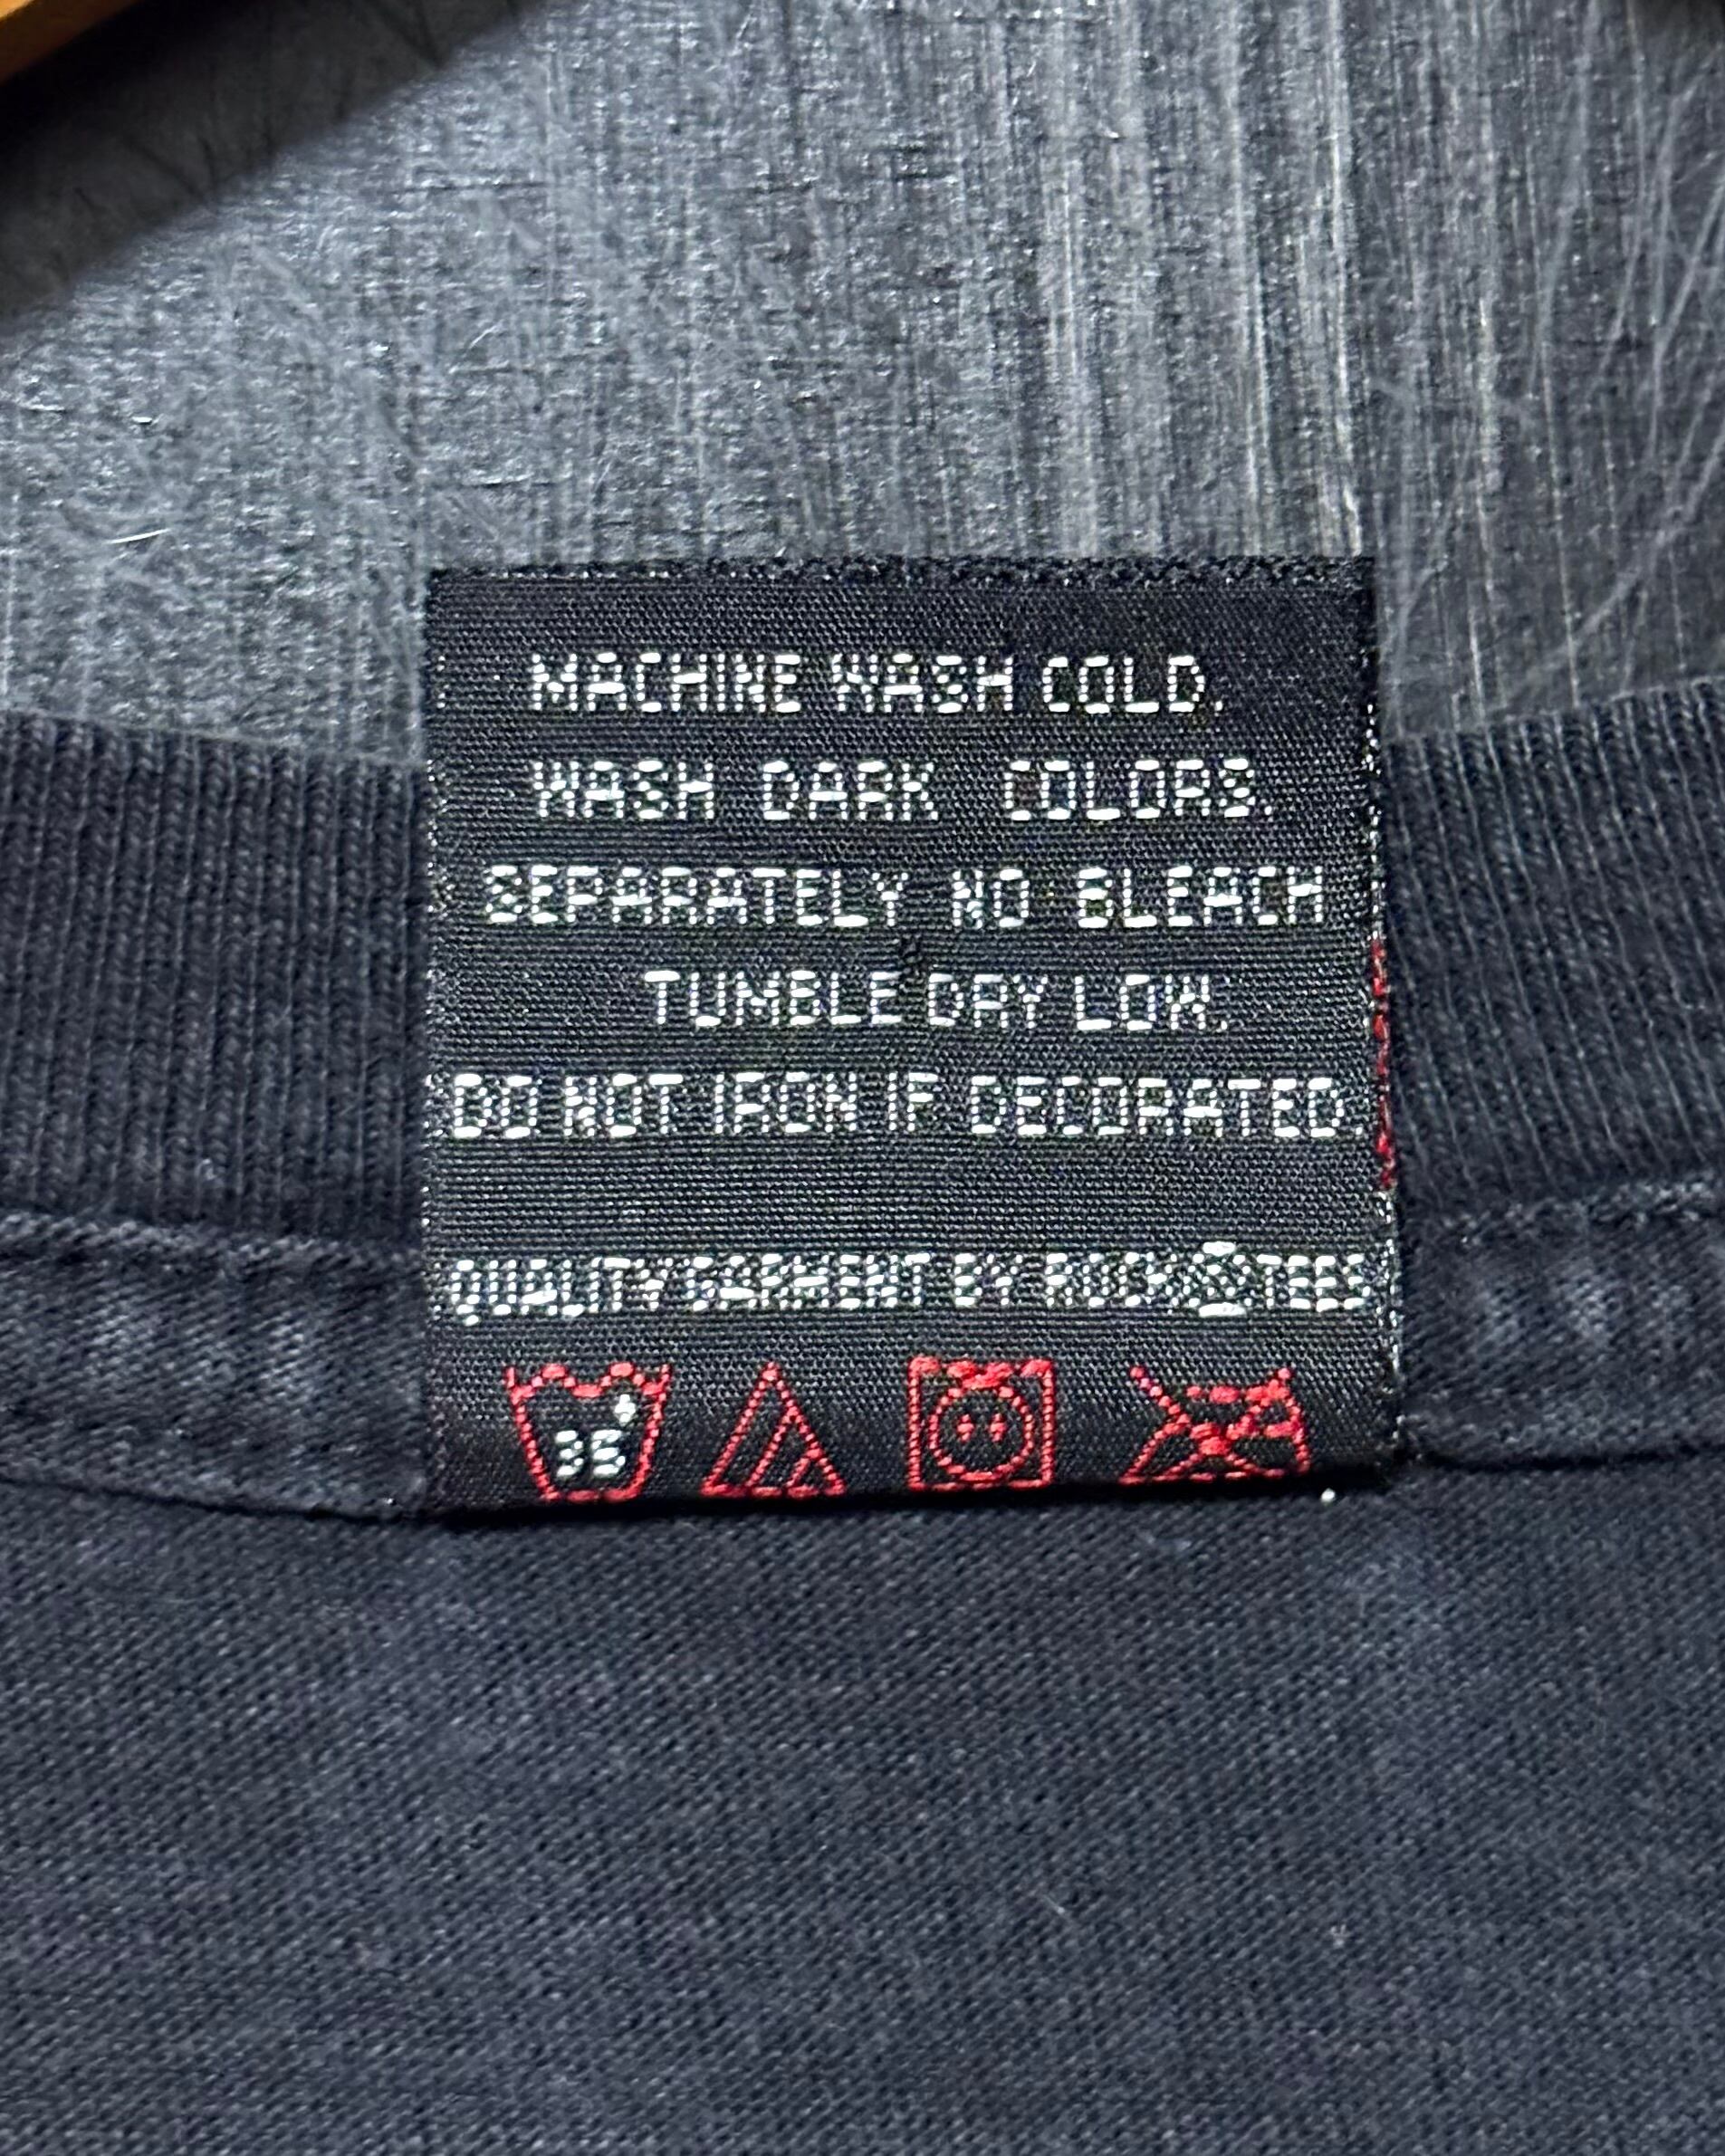 MACHINE WASH COLD.
WASH DARK COLORS.
SEPARATELY NO BLEACH
TUMBLE DRY LOW.
DO NOT IRON IF DECORATED
QUALITY GARMENT BY ROCK TEES
35°